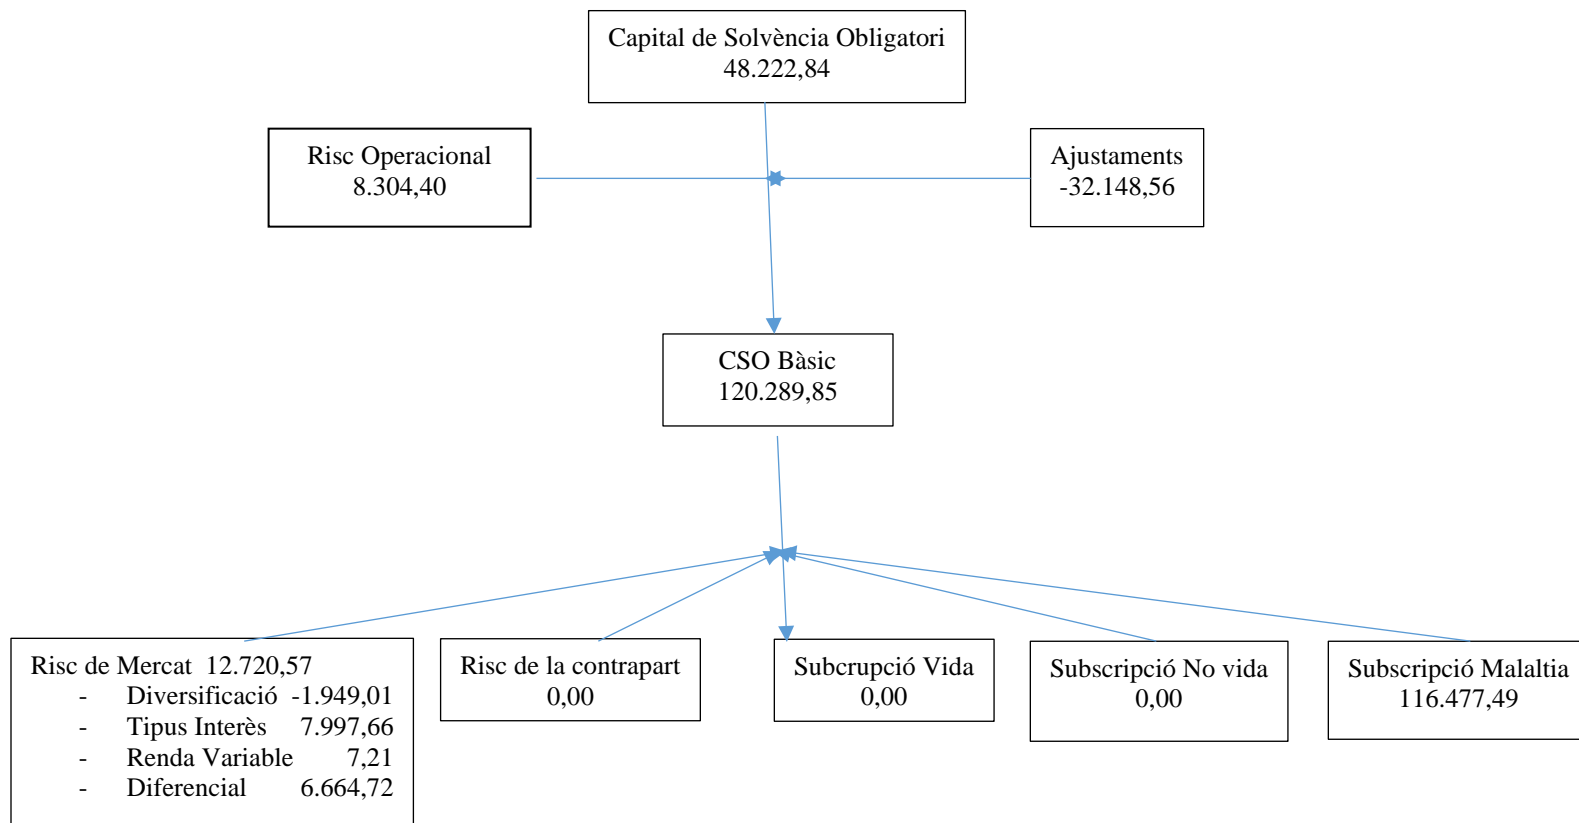 Capital de Solvència Obligatori
48.222,84
Risc Operacional
8.304,40
Ajustaments
-32.148,56
CSO Bàsic
120.289,85
Risc de Mercat 12.720,57
- Diversificació -1.949,01
- Tipus Interès 7.997,66
- Renda Variable 7,21
- Diferencial 6.664,72
Risc de la contrapart
0,00
Subcrupció Vida
0,00
Subscripció No vida
0,00
Subscripció Malaltia
116.477,49